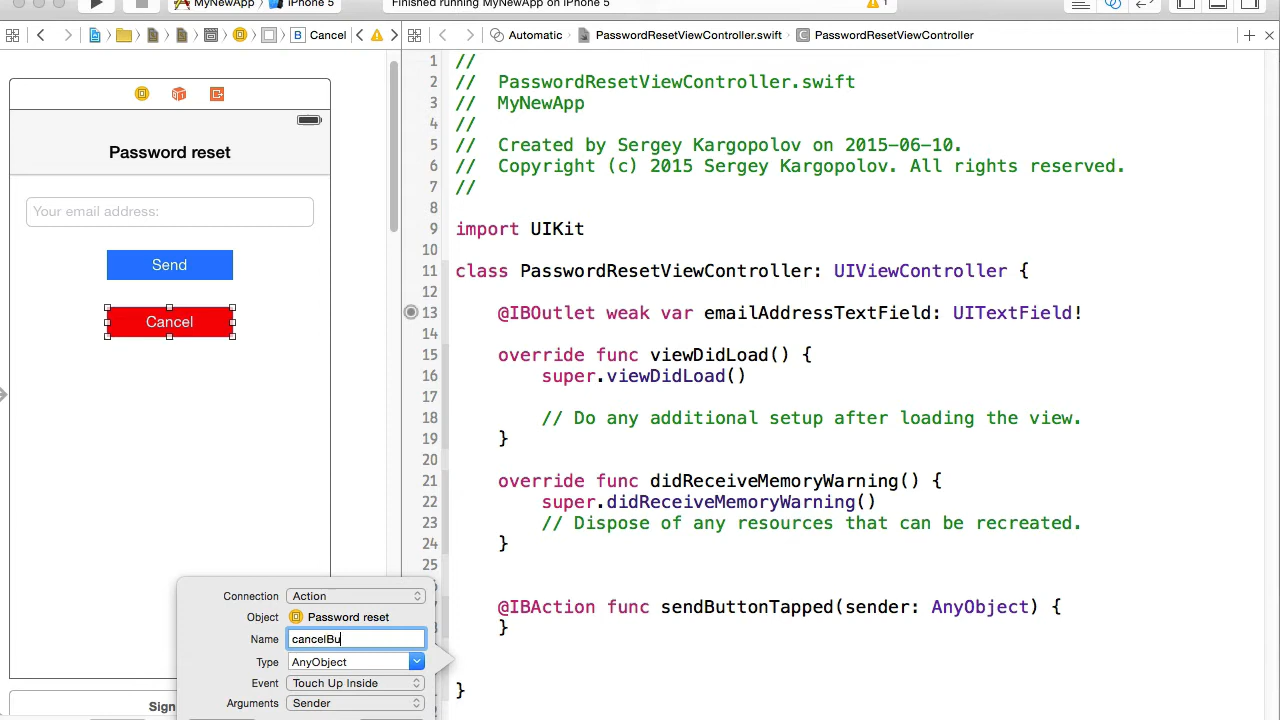 MyNewApp
iPhone 5
Finished running MyNewApp on iPhone 5
1
Cancel
Automatic
PasswordResetViewController.swift
PasswordResetViewController
Password reset
Your email address:
Send
Cancel
1 //
2 // PasswordResetViewController.swift
3 // MyNewApp
4 //
5 // Created by Sergey Kargopolov on 2015-06-10.
6 // Copyright (c) 2015 Sergey Kargopolov. All rights reserved.
7 //
8
9 import UIKit
10
11 class PasswordResetViewController: UIViewController {
12
13 @IBOutlet weak var emailAddressTextField: UITextField!
14
15 override func viewDidLoad() {
16 super.viewDidLoad()
17
18 // Do any additional setup after loading the view.
19 }
20
21 override func didReceiveMemoryWarning() {
22 super.didReceiveMemoryWarning()
23 // Dispose of any resources that can be recreated.
24 }
25
@IBAction func sendButtonTapped(sender: AnyObject) {
}
}
Connection Action
Object Password reset
Name cancelBu
Type AnyObject
Event Touch Up Inside
Arguments Sender
Sign